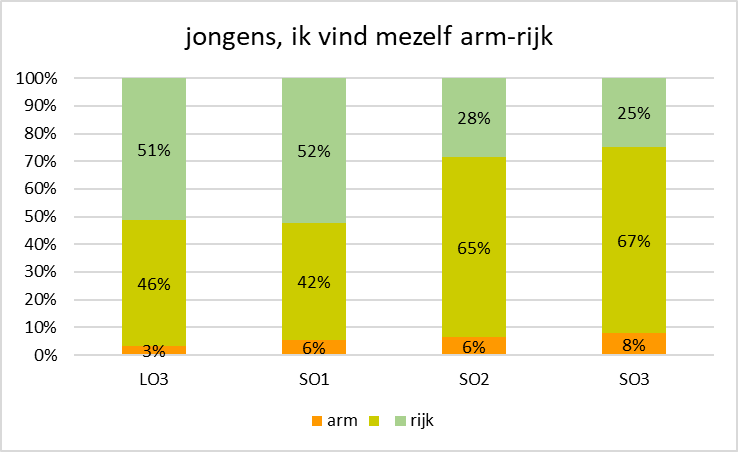 jongens, ik vind mezelf arm-rijk
100%
90%
80%
70%
60%
50%
40%
30%
20%
10%
0%
51% 52% 28% 25%
46% 42% 65% 67%
3% 6% 6% 8%
LO3 SO1 SO2 SO3
arm rijk